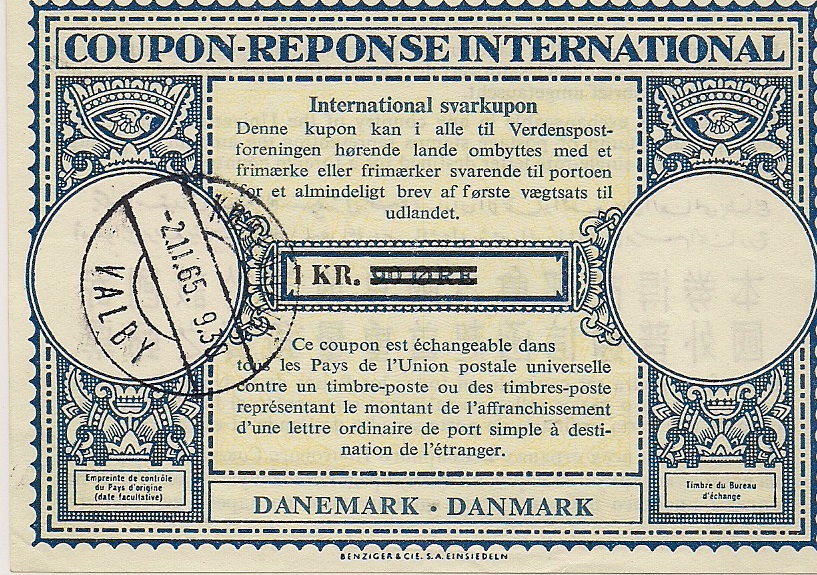 COUPON-REPONSE INTERNATIONAL
International svarkupon
Denne kupon kan i alle til Verdenspost-
foreningen hørende lande ombyttes med et
frimærke eller frimærker svarende til portoen
for et almindeligt brev af første vægtsats til
udlandet.
1 KR. 90 ØRE
-2.11.65. 9.30
VALBY
Ce coupon est échangeable dans
tous les Pays de l'Union postale universelle
contre un timbre-poste ou des timbres-poste
représentant le montant de l'affranchissement
d'une lettre ordinaire de port simple à desti-
nation de l'étranger.
Empreinte de contrôle
du Pays d'origine
(date facultative)
Timbre du Bureau
d'échange
DANEMARK · DANMARK
BENZIGER & CIE. S.A. EINSIEDELN